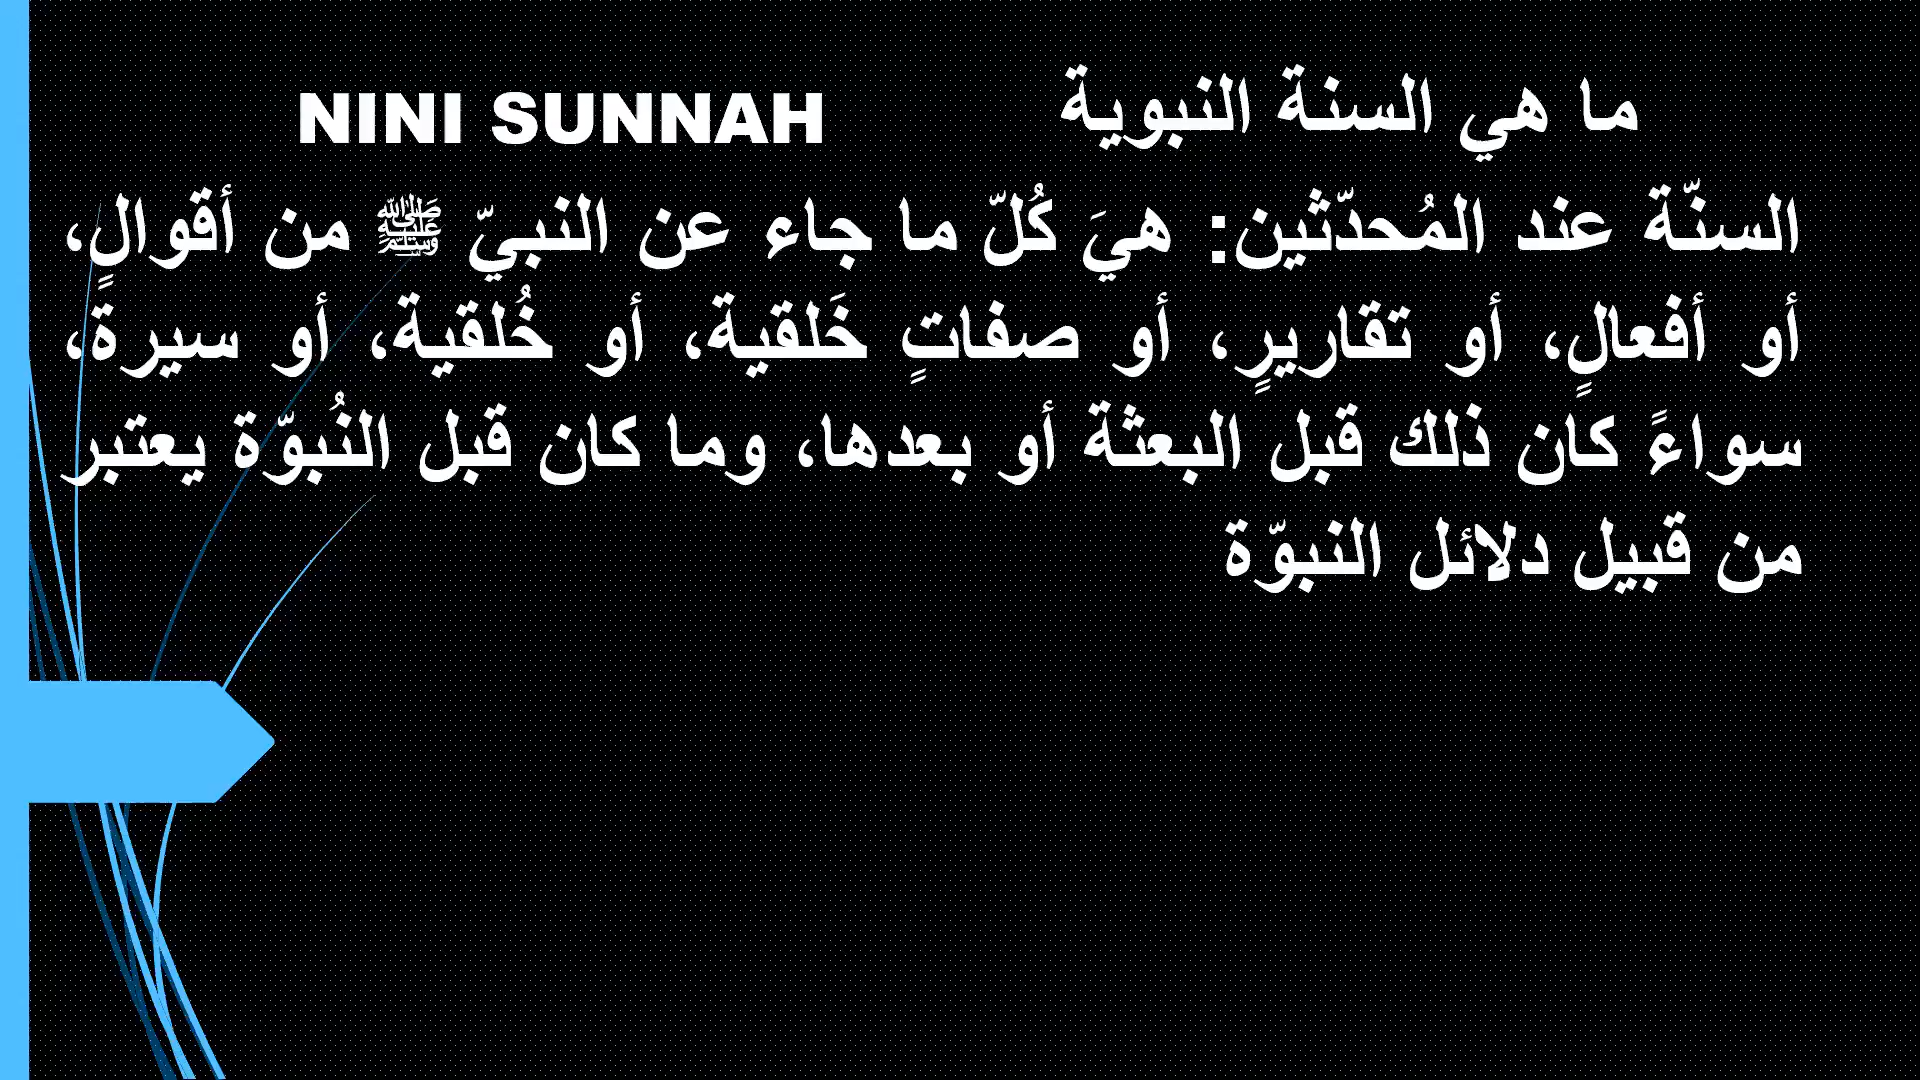 ما هي السنة النبوية NINI SUNNAH
السنّة عند المُحدّثين: هيَ كُلّ ما جاء عن النبيّ ﷺ من أقوالٍ،
أو أفعالٍ، أو تقاريرٍ، أو صفاتٍ خَلقية، أو خُلقية، أو سيرة،
سواءً كان ذلك قبل البعثة أو بعدها، وما كان قبل النُبوّة يعتبر
من قبيل دلائل النبوّة